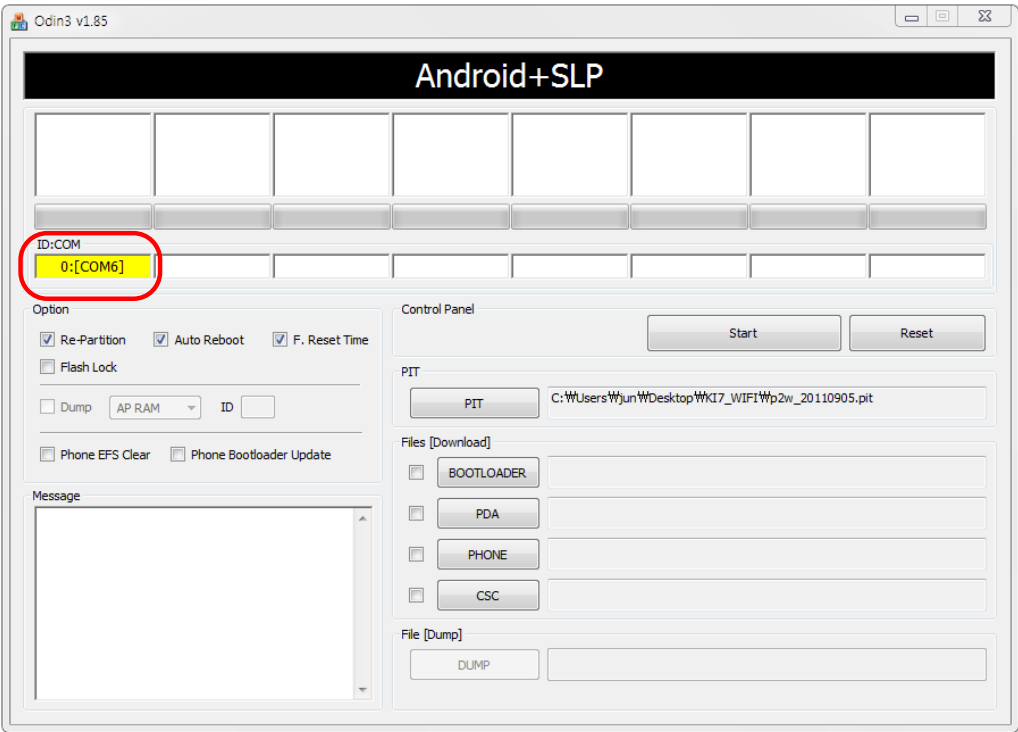 Odin3 v1.85
Android+SLP
ID:COM
0:[COM6]
Option
Re-Partition Auto Reboot F. Reset Time
Flash Lock
Dump AP RAM ID
Phone EFS Clear Phone Bootloader Update
Message
Control Panel
Start Reset
PIT
PIT C:₩Users₩jun₩Desktop₩KI7_WIFI₩p2w_20110905.pit
Files [Download]
BOOTLOADER
PDA
PHONE
CSC
File [Dump]
DUMP